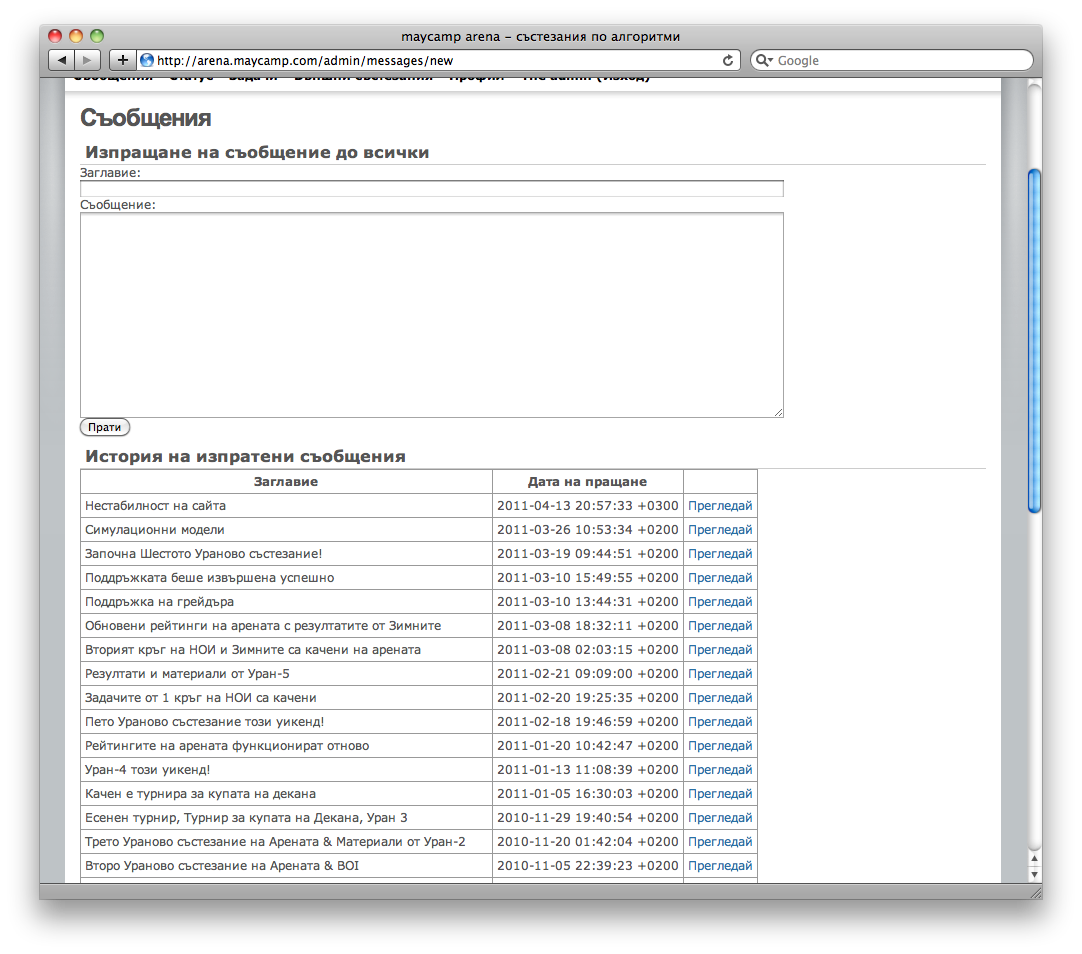 maycamp arena – състезания по алгоритми
http://arena.maycamp.com/admin/messages/new
Google
Съобщения Статус Задачи Външни състезания Профил The admin (Изход)
Съобщения
Изпращане на съобщение до всички
Заглавие:
Съобщение:
Прати
История на изпратени съобщения
Заглавие Дата на пращане
Нестабилност на сайта 2011-04-13 20:57:33 +0300 Прегледай
Симулационни модели 2011-03-26 10:53:34 +0200 Прегледай
Започна Шестото Ураново състезание! 2011-03-19 09:44:51 +0200 Прегледай
Поддръжката беше извършена успешно 2011-03-10 15:49:55 +0200 Прегледай
Поддръжка на грейдъра 2011-03-10 13:44:31 +0200 Прегледай
Обновени рейтинги на арената с резултатите от Зимните 2011-03-08 18:32:11 +0200 Прегледай
Вторият кръг на НОИ и Зимните са качени на арената 2011-03-08 02:03:15 +0200 Прегледай
Резултати и материали от Уран-5 2011-02-21 09:09:00 +0200 Прегледай
Задачите от 1 кръг на НОИ са качени 2011-02-20 19:25:35 +0200 Прегледай
Пето Ураново състезание този уикенд! 2011-02-18 19:46:59 +0200 Прегледай
Рейтингите на арената функционират отново 2011-01-20 10:42:47 +0200 Прегледай
Уран-4 този уикенд! 2011-01-13 11:08:39 +0200 Прегледай
Качен е турнира за купата на декана 2011-01-05 16:30:03 +0200 Прегледай
Есенен турнир, Турнир за купата на Декана, Уран 3 2010-11-29 19:40:54 +0200 Прегледай
Трето Ураново състезание на Арената & Материали от Уран-2 2010-11-20 01:42:04 +0200 Прегледай
Второ Ураново състезание на Арената & BOI 2010-11-05 22:39:23 +0200 Прегледай